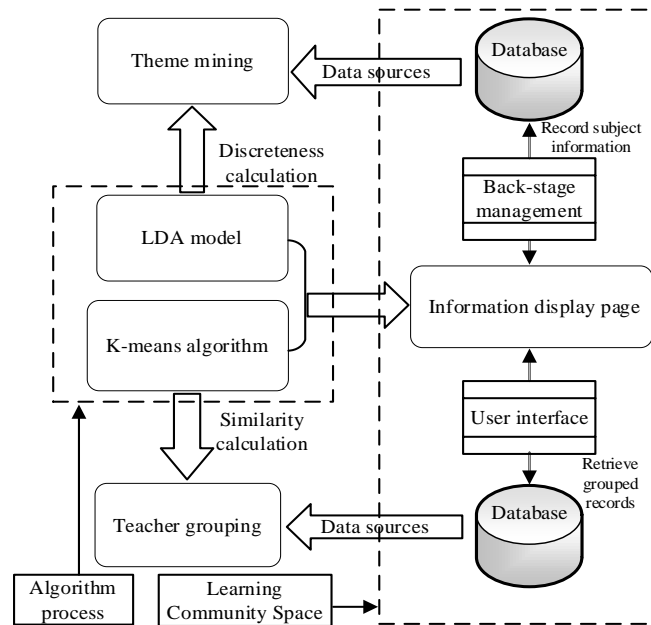 Theme mining
Data sources
Database
Record subject
information
Discreteness
calculation
Back-stage
management
LDA model
K-means algorithm
Information display page
Similarity
calculation
User interface
Retrieve
grouped
records
Teacher grouping
Data sources
Database
Algorithm
process
Learning
Community Space